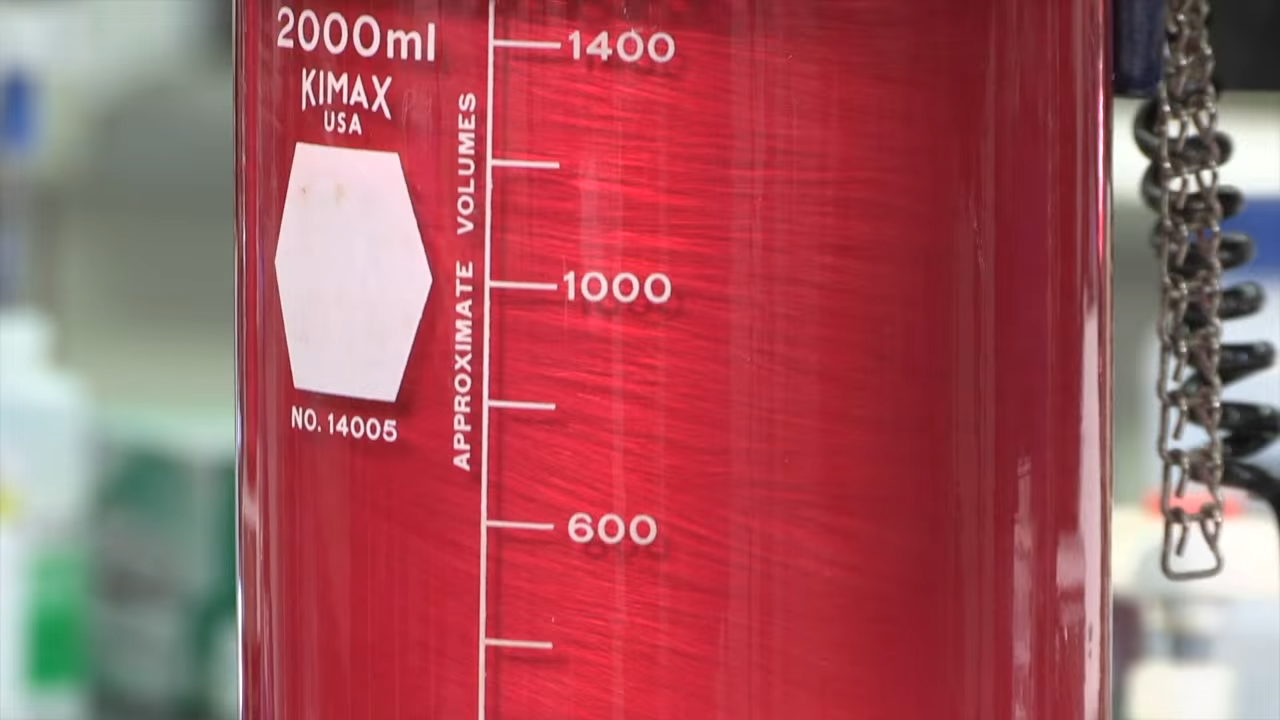 2000ml
KIMAX
USA
NO. 14005
APPROXIMATE VOLUMES
1400
1000
600